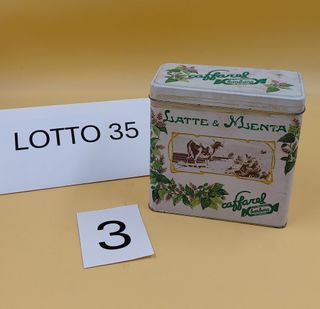 caffarel
LATTE & MENTA
LOTTO 35
caffarel
3